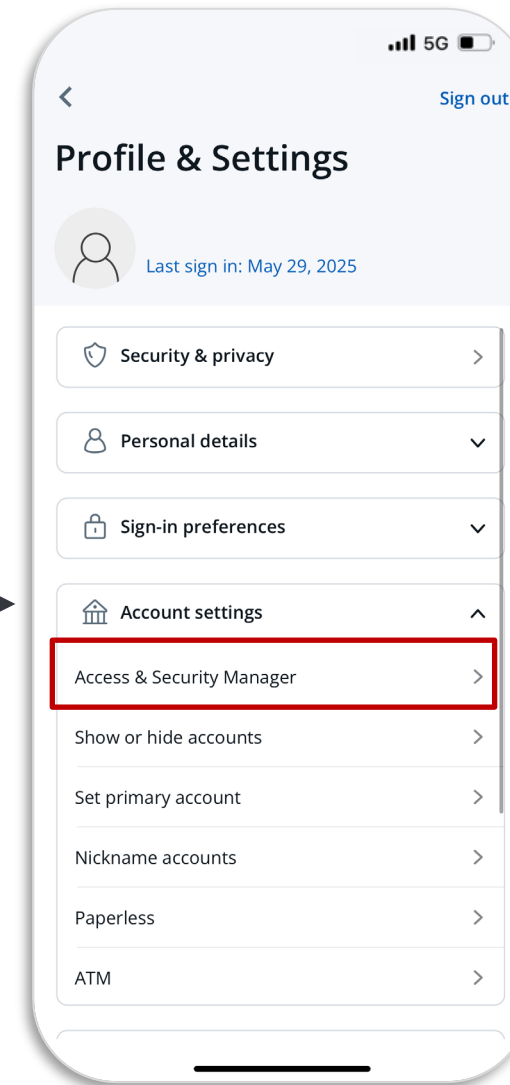 5G
Sign out
Profile & Settings
Last sign in: May 29, 2025
Security & privacy
Personal details
Sign-in preferences
Account settings
Access & Security Manager
Show or hide accounts
Set primary account
Nickname accounts
Paperless
ATM